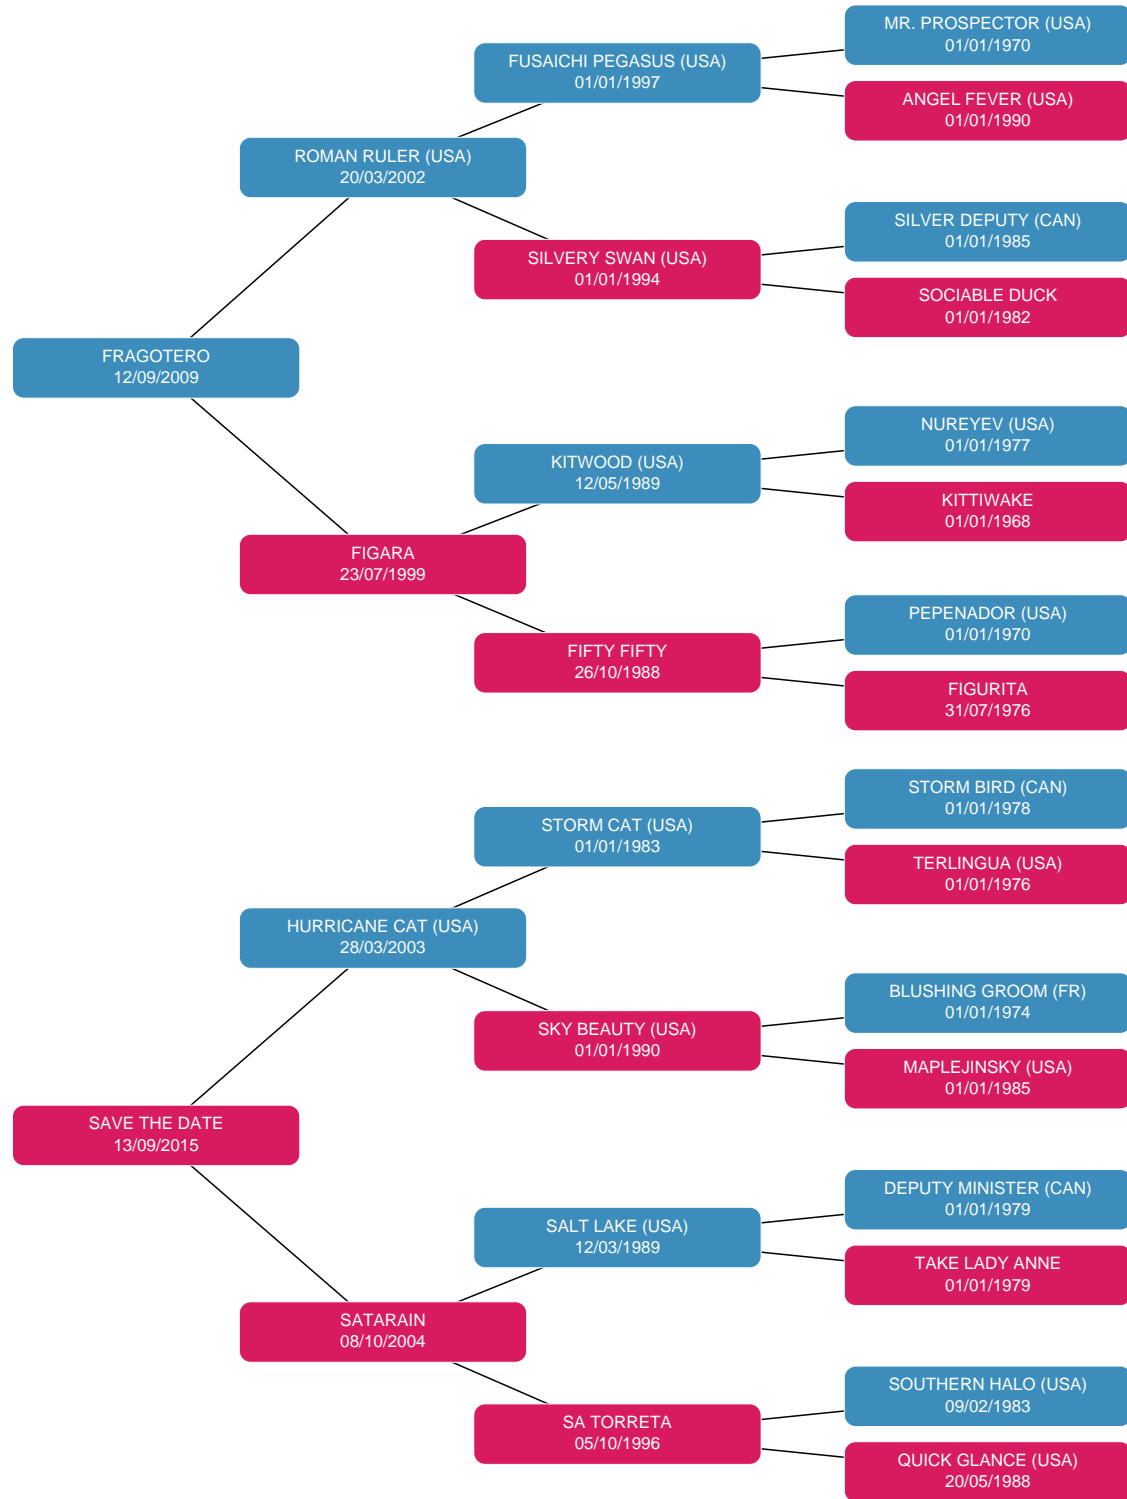 MR. PROSPECTOR (USA)
01/01/1970
FUSAICHI PEGASUS (USA)
01/01/1997
ANGEL FEVER (USA)
01/01/1990
ROMAN RULER (USA)
20/03/2002
SILVER DEPUTY (CAN)
01/01/1985
SILVERY SWAN (USA)
01/01/1994
SOCIABLE DUCK
01/01/1982
FRAGOTERO
12/09/2009
NUREYEV (USA)
01/01/1977
KITWOOD (USA)
12/05/1989
KITTIWAKE
01/01/1968
FIGARA
23/07/1999
PEPENADOR (USA)
01/01/1970
FIFTY FIFTY
26/10/1988
FIGURITA
31/07/1976
STORM BIRD (CAN)
01/01/1978
STORM CAT (USA)
01/01/1983
TERLINGUA (USA)
01/01/1976
HURRICANE CAT (USA)
28/03/2003
BLUSHING GROOM (FR)
01/01/1974
SKY BEAUTY (USA)
01/01/1990
MAPLEJINSKY (USA)
01/01/1985
SAVE THE DATE
13/09/2015
DEPUTY MINISTER (CAN)
01/01/1979
SALT LAKE (USA)
12/03/1989
TAKE LADY ANNE
01/01/1979
SATARAIN
08/10/2004
SOUTHERN HALO (USA)
09/02/1983
SA TORRETA
05/10/1996
QUICK GLANCE (USA)
20/05/1988